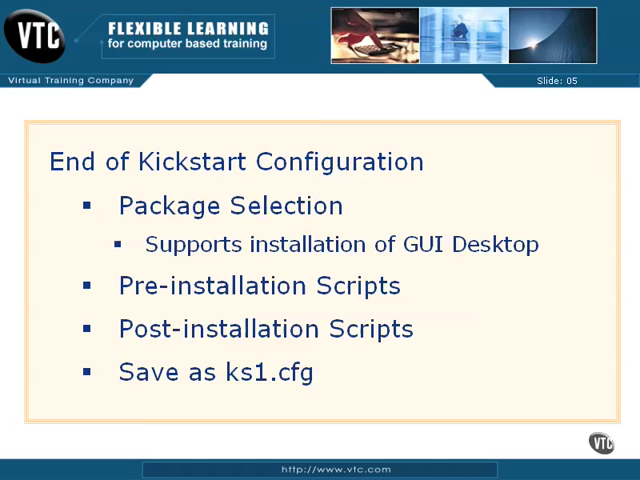 VTC
FLEXIBLE LEARNING
for computer based training
Virtual Training Company
Slide: 05
End of Kickstart Configuration
▪ Package Selection
▪ Supports installation of GUI Desktop
▪ Pre-installation Scripts
▪ Post-installation Scripts
▪ Save as ks1.cfg
VTC
http://www.vtc.com